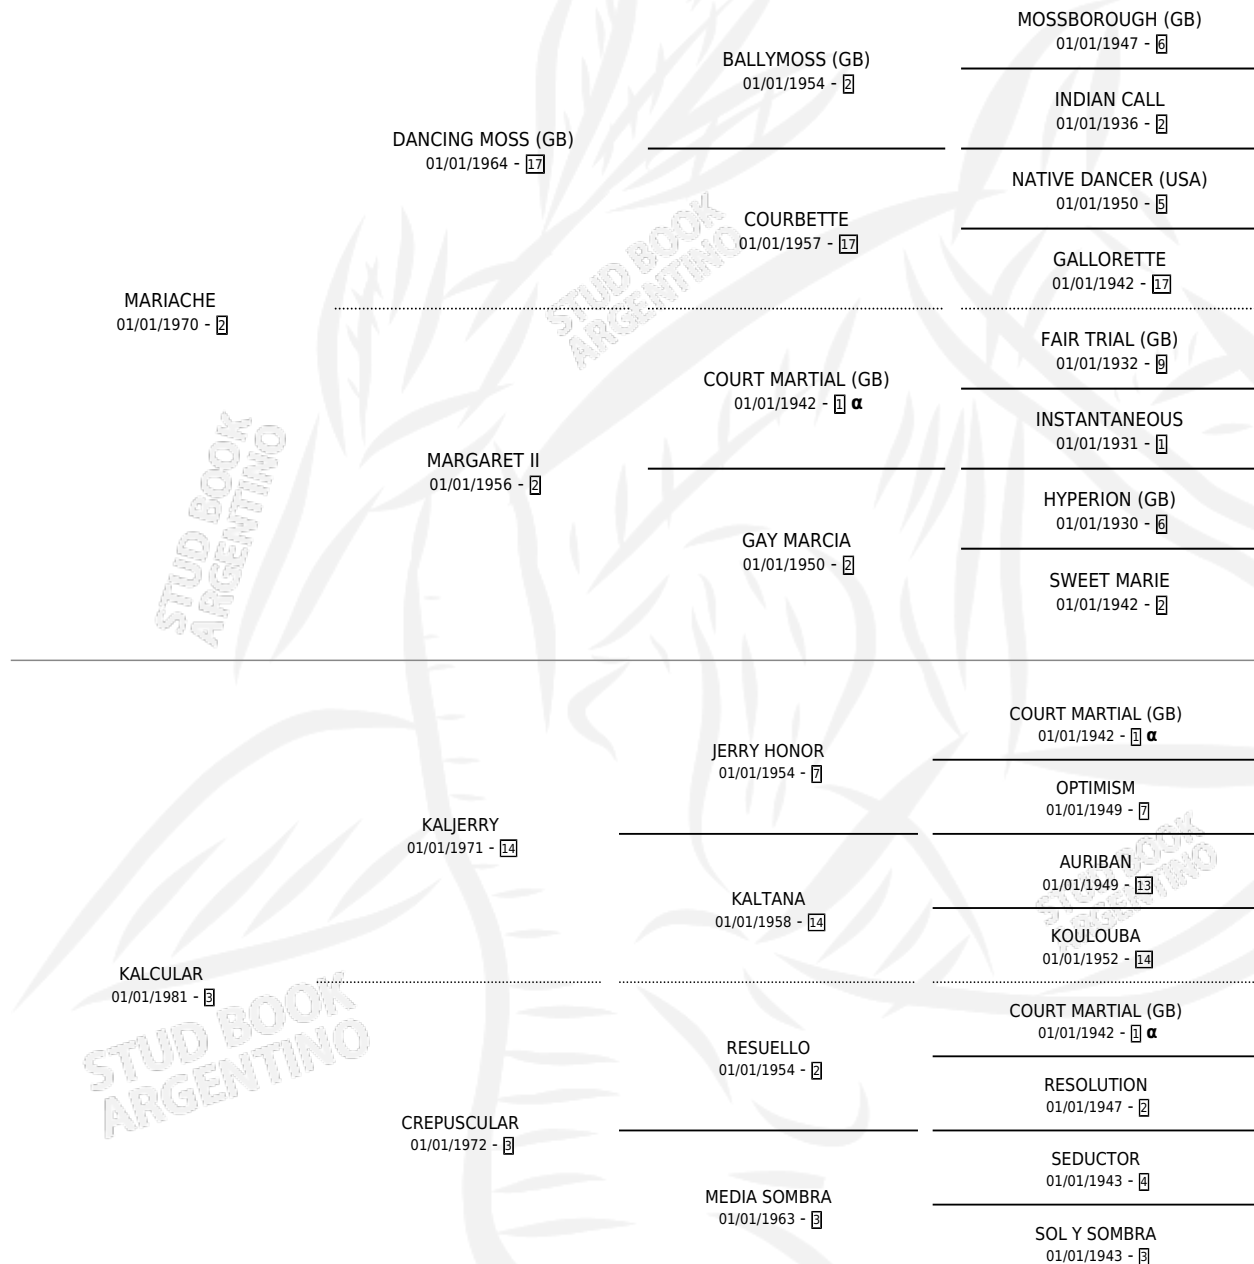 MOSSBOROUGH (GB)
01/01/1947 - 6
BALLYMOSS (GB)
01/01/1954 - 2
INDIAN CALL
01/01/1936 - 2
DANCING MOSS (GB)
01/01/1964 - 17
NATIVE DANCER (USA)
01/01/1950 - 5
COURBETTE
01/01/1957 - 17
GALLORETTE
01/01/1942 - 17
MARIACHE
01/01/1970 - 2
FAIR TRIAL (GB)
01/01/1932 - 9
COURT MARTIAL (GB)
01/01/1942 - 1 α
INSTANTANEOUS
01/01/1931 - 1
MARGARET II
01/01/1956 - 2
HYPERION (GB)
01/01/1930 - 6
GAY MARCIA
01/01/1950 - 2
SWEET MARIE
01/01/1942 - 2
COURT MARTIAL (GB)
01/01/1942 - 1 α
JERRY HONOR
01/01/1954 - 7
OPTIMISM
01/01/1949 - 7
KALJERRY
01/01/1971 - 14
AURIBAN
01/01/1949 - 13
KALTANA
01/01/1958 - 14
KOULOUBA
01/01/1952 - 14
KALCULAR
01/01/1981 - 3
COURT MARTIAL (GB)
01/01/1942 - 1 α
RESUELLO
01/01/1954 - 2
RESOLUTION
01/01/1947 - 2
CREPUSCULAR
01/01/1972 - 3
SEDUCTOR
01/01/1943 - 4
MEDIA SOMBRA
01/01/1963 - 3
SOL Y SOMBRA
01/01/1943 - 3
STUD BOOK
ARGENTINO
STUD BOOK
ARGENTINO
STUD BOOK
ARGENTINO
STUD BOOK
ARGENTINO